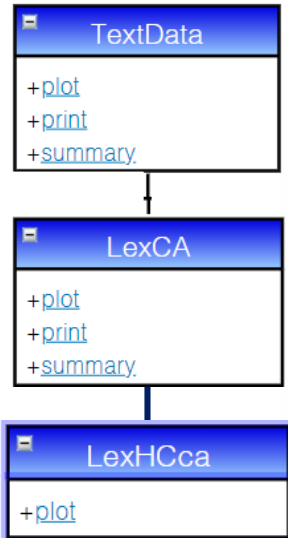 TextData
+plot
+print
+summary
LexCA
+plot
+print
+summary
LexHCca
+plot